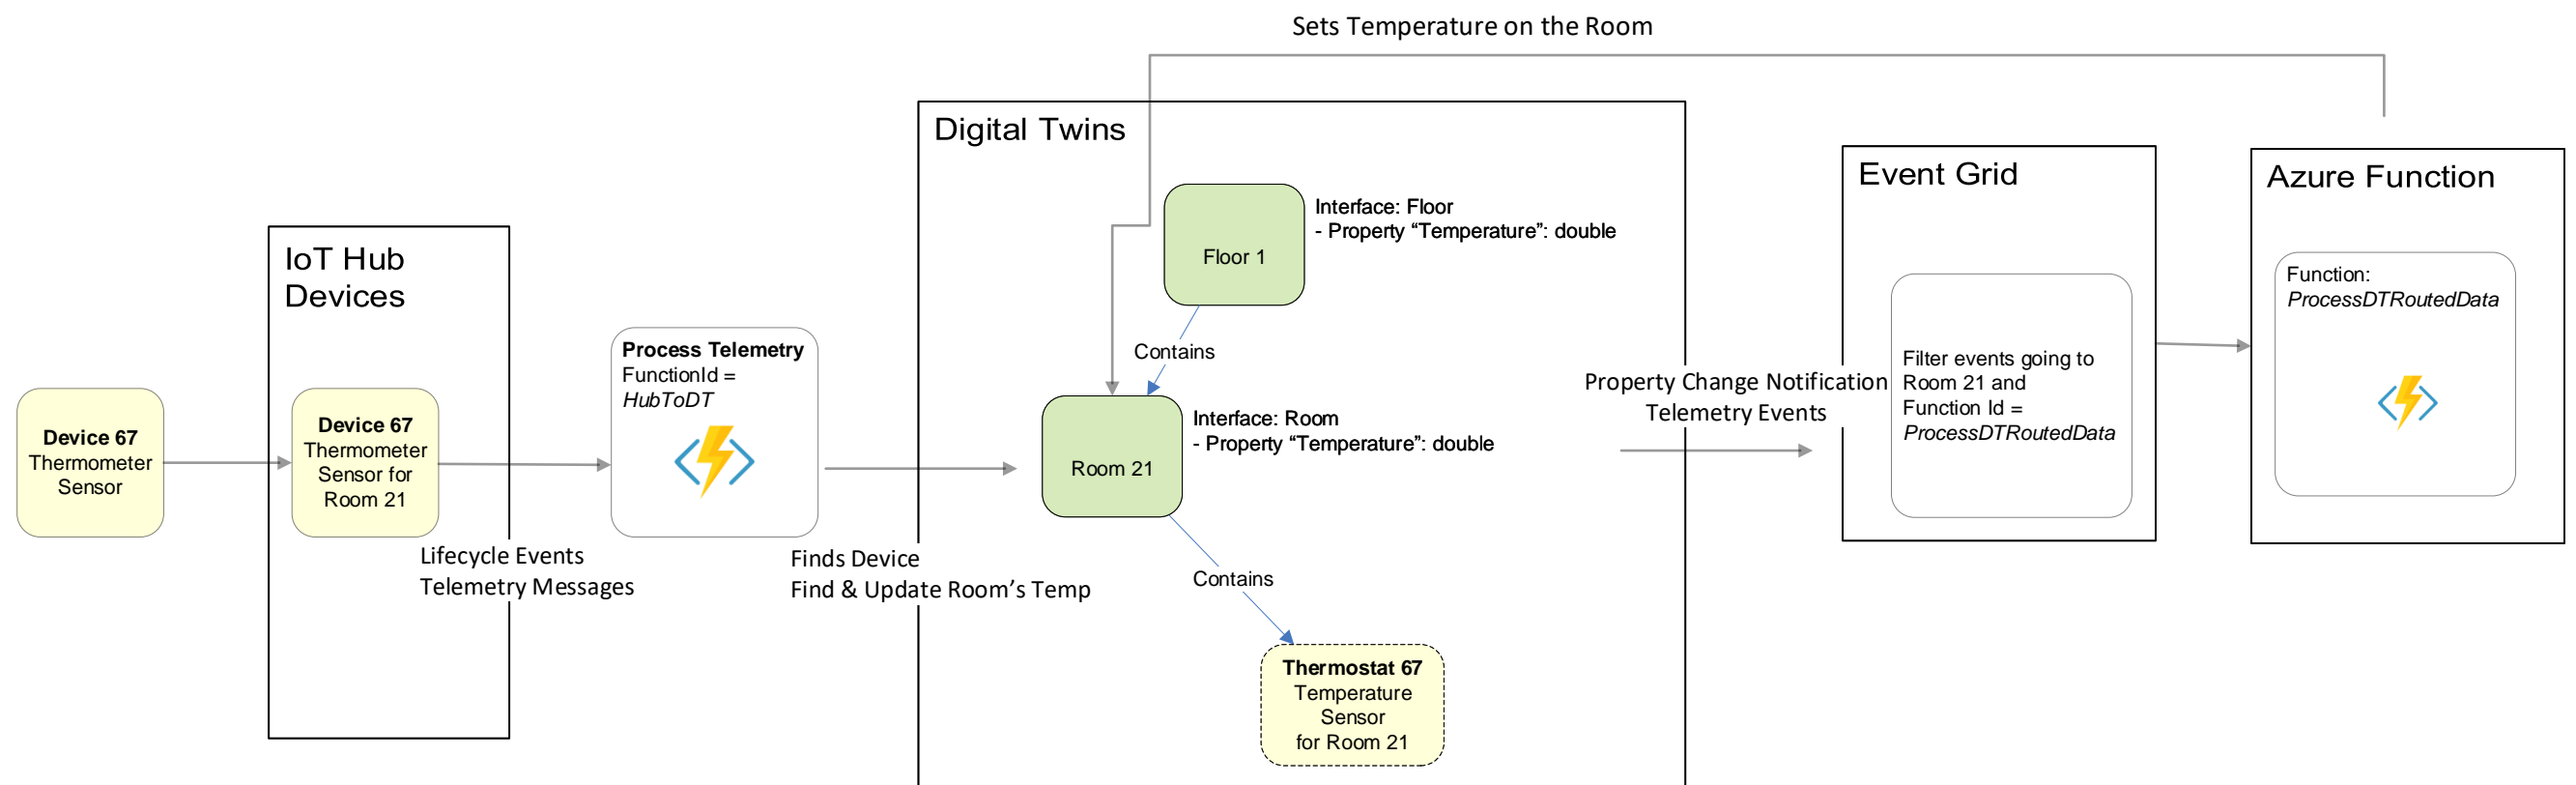 Sets Temperature on the Room
Digital Twins
Event Grid
Azure Function
IoT Hub
Devices
Floor 1
Interface: Floor
- Property “Temperature”: double
Contains
Function:
ProcessDTRoutedData
Process Telemetry
FunctionId =
HubToDT
Device 67
Thermometer
Sensor
Device 67
Thermometer
Sensor for
Room 21
Room 21
Interface: Room
- Property “Temperature”: double
Property Change Notification
Telemetry Events
Filter events going to
Room 21 and
Function Id =
ProcessDTRoutedData
Lifecycle Events
Telemetry Messages
Finds Device
Find & Update Room’s Temp
Contains
Thermostat 67
Temperature
Sensor
for Room 21